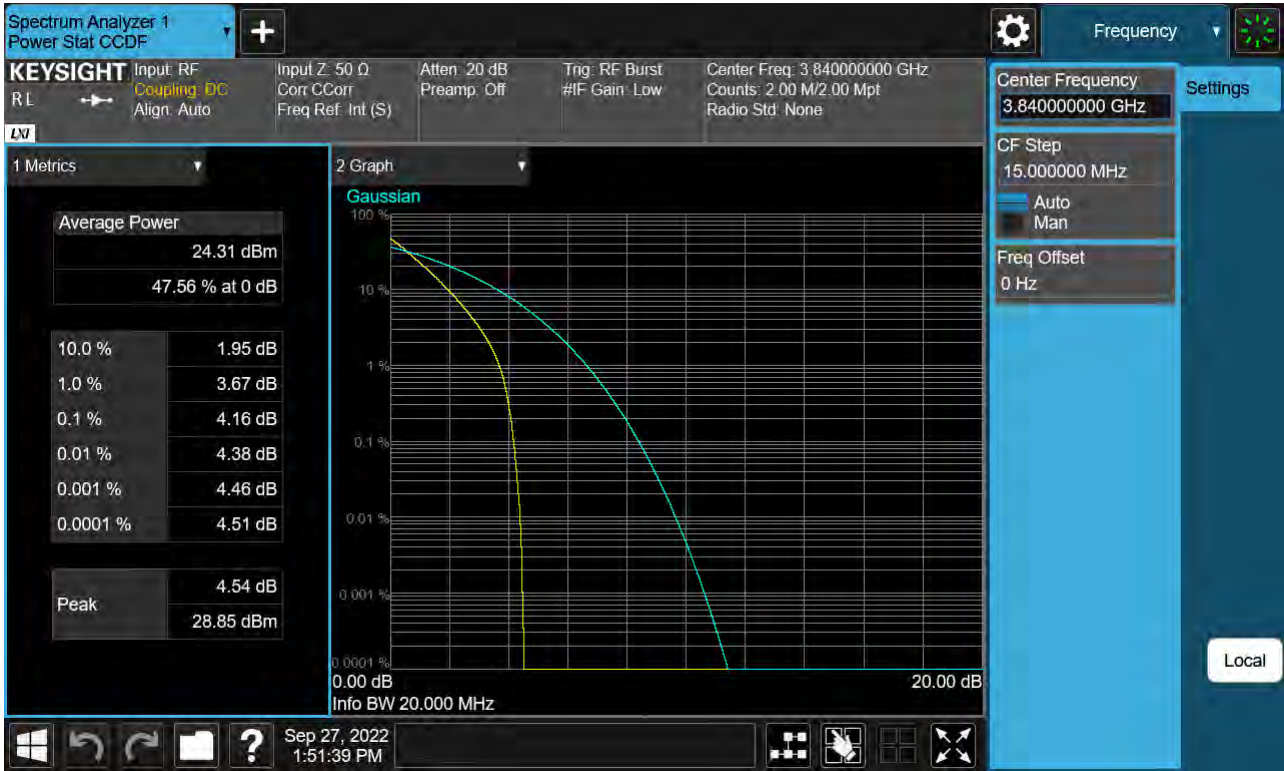 Spectrum Analyzer 1
Power Stat CCDF
+
Frequency
KEYSIGHT
R L
LXI
Input: RF
Coupling: DC
Align: Auto
Input Z: 50 Ω
Corr CCorr
Freq Ref: Int (S)
Atten: 20 dB
Preamp: Off
Trig: RF Burst
#IF Gain: Low
Center Freq: 3.840000000 GHz
Counts: 2.00 M/2.00 Mpt
Radio Std: None
Center Frequency
3.840000000 GHz
Settings
CF Step
15.000000 MHz
Auto
Man
Freq Offset
0 Hz
Local
1 Metrics
Average Power
24.31 dBm
47.56 % at 0 dB
10.0 % 1.95 dB
1.0 % 3.67 dB
0.1 % 4.16 dB
0.01 % 4.38 dB
0.001 % 4.46 dB
0.0001 % 4.51 dB
Peak
4.54 dB
28.85 dBm
2 Graph
Gaussian
100 %
10 %
1 %
0.1 %
0.01 %
0.001 %
0.0001 %
0.00 dB 20.00 dB
Info BW 20.000 MHz
?
Sep 27, 2022
1:51:39 PM